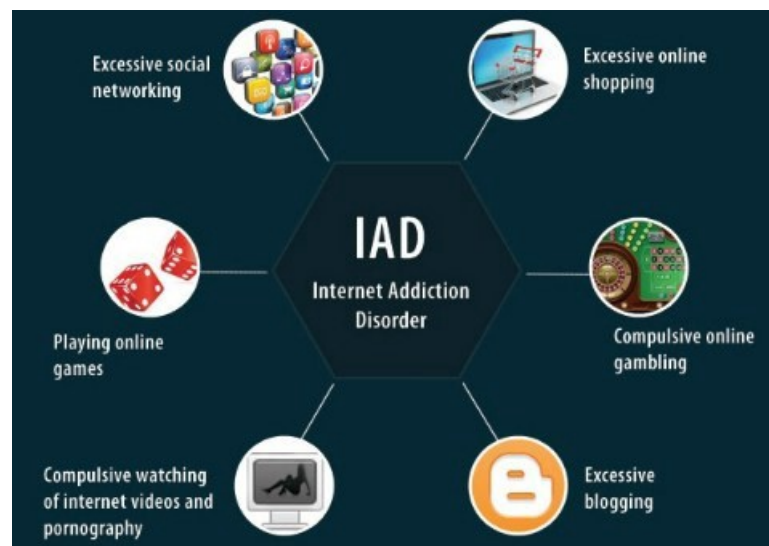 Excessive social
networking
Excessive online
shopping
IAD
Internet Addiction
Disorder
Playing online
games
Compulsive online
gambling
Compulsive watching
of internet videos and
pornography
Excessive
blogging